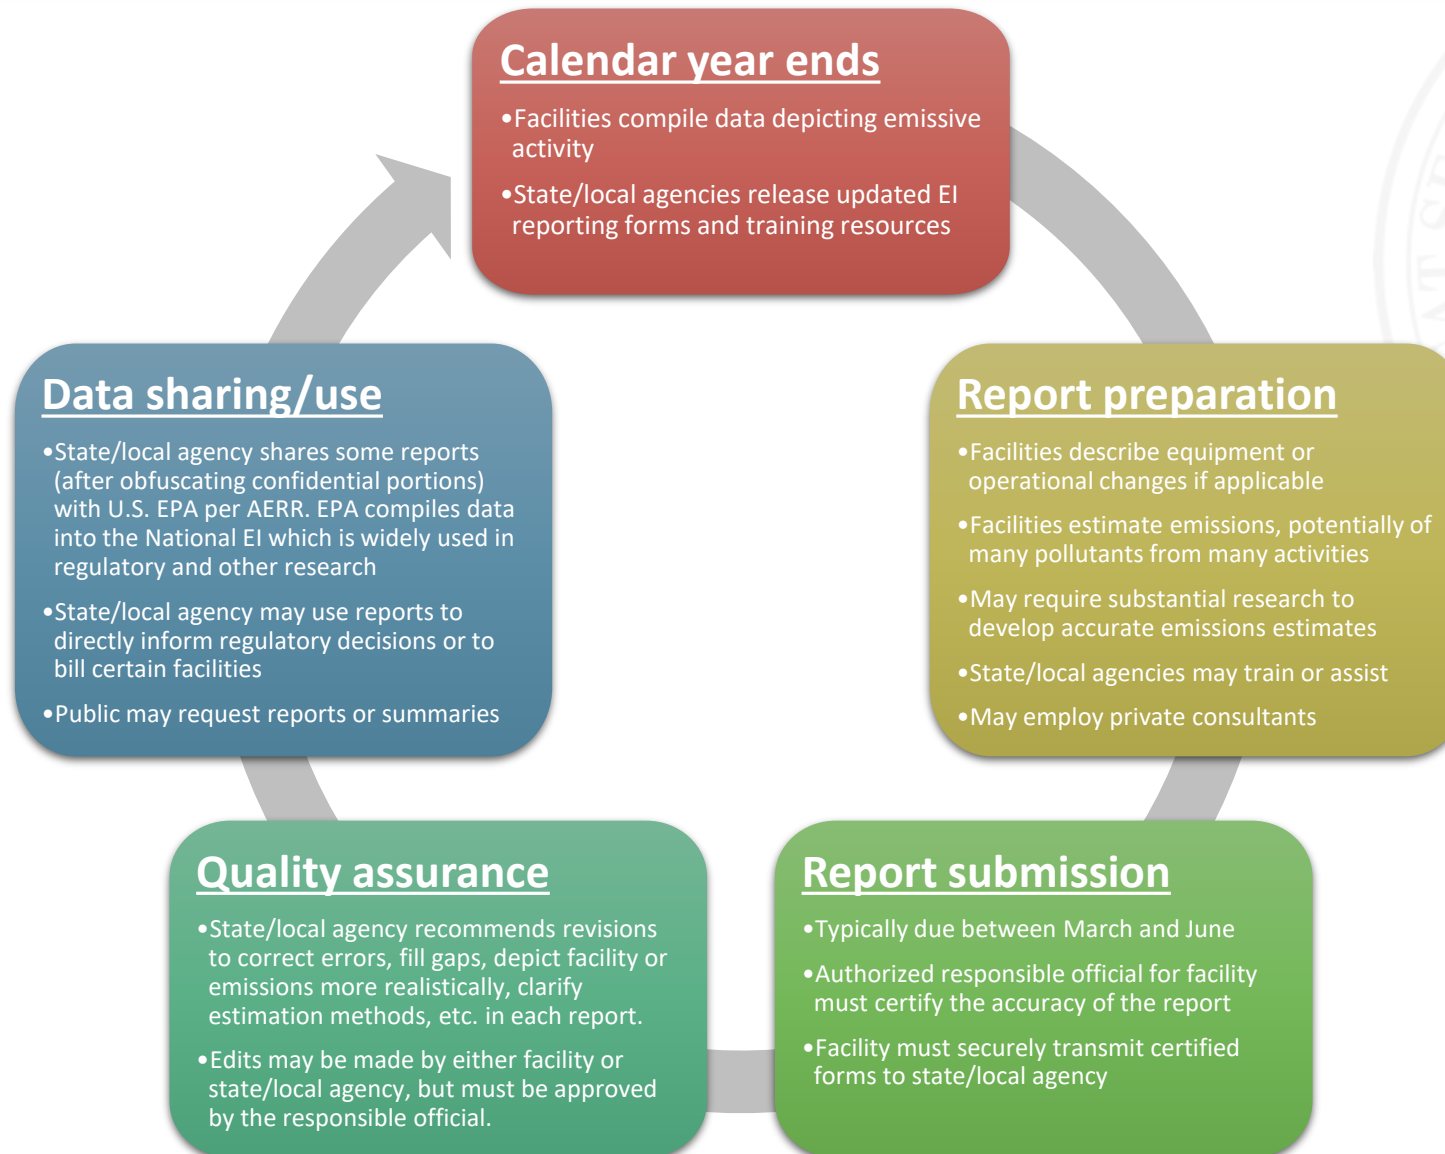 Calendar year ends
•Facilities compile data depicting emissive
activity
•State/local agencies release updated EI
reporting forms and training resources
Report preparation
•Facilities describe equipment or
operational changes if applicable
•Facilities estimate emissions, potentially of
many pollutants from many activities
•May require substantial research to
develop accurate emissions estimates
•State/local agencies may train or assist
•May employ private consultants
Report submission
•Typically due between March and June
•Authorized responsible official for facility
must certify the accuracy of the report
•Facility must securely transmit certified
forms to state/local agency
Quality assurance
•State/local agency recommends revisions
to correct errors, fill gaps, depict facility or
emissions more realistically, clarify
estimation methods, etc. in each report.
•Edits may be made by either facility or
state/local agency, but must be approved
by the responsible official.
Data sharing/use
•State/local agency shares some reports
(after obfuscating confidential portions)
with U.S. EPA per AERR. EPA compiles data
into the National EI which is widely used in
regulatory and other research
•State/local agency may use reports to
directly inform regulatory decisions or to
bill certain facilities
•Public may request reports or summaries